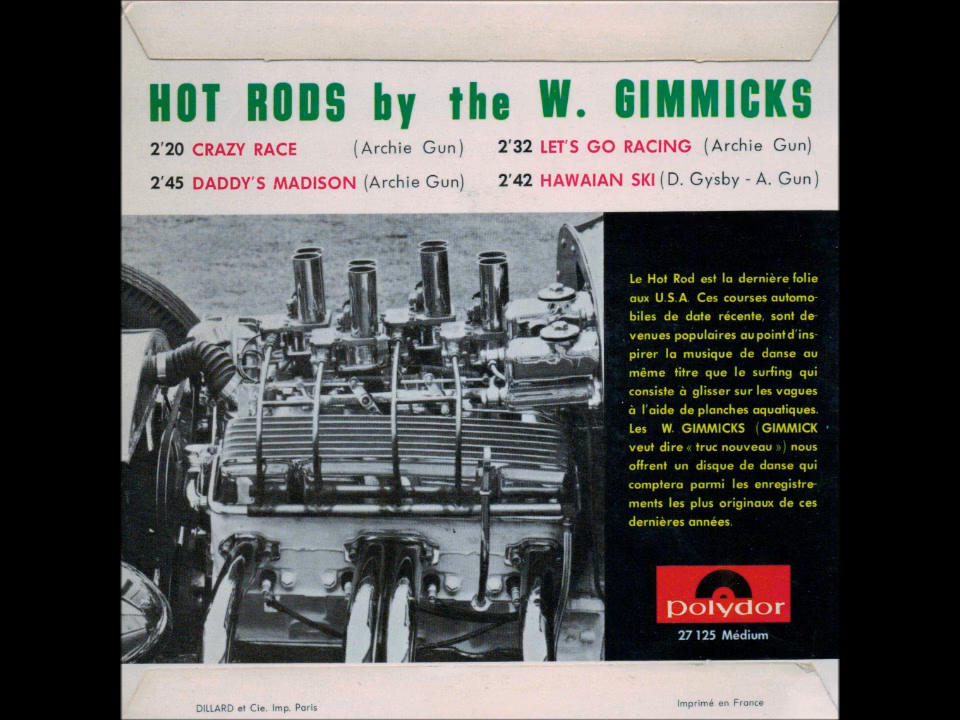 HOT RODS by the W. GIMMICKS
2'20 CRAZY RACE (Archie Gun) 2'32 LET'S GO RACING (Archie Gun)
2'45 DADDY'S MADISON (Archie Gun) 2'42 HAWAIAN SKI (D. Gysby - A. Gun)
Le Hot Rod est la dernière folie
aux U.S.A. Ces courses automo-
biles de date récente, sont de-
venues populaires au point d'ins-
pirer la musique de danse au
même titre que le surfing qui
consiste à glisser sur les vagues
à l'aide de planches aquatiques.
Les W. GIMMICKS (GIMMICK
veut dire « truc nouveau ») nous
offrent un disque de danse qui
comptera parmi les enregistre-
ments les plus originaux de ces
dernières années.
polydor
27 125 Médium
DILLARD et Cie. Imp. Paris
Imprimé en France